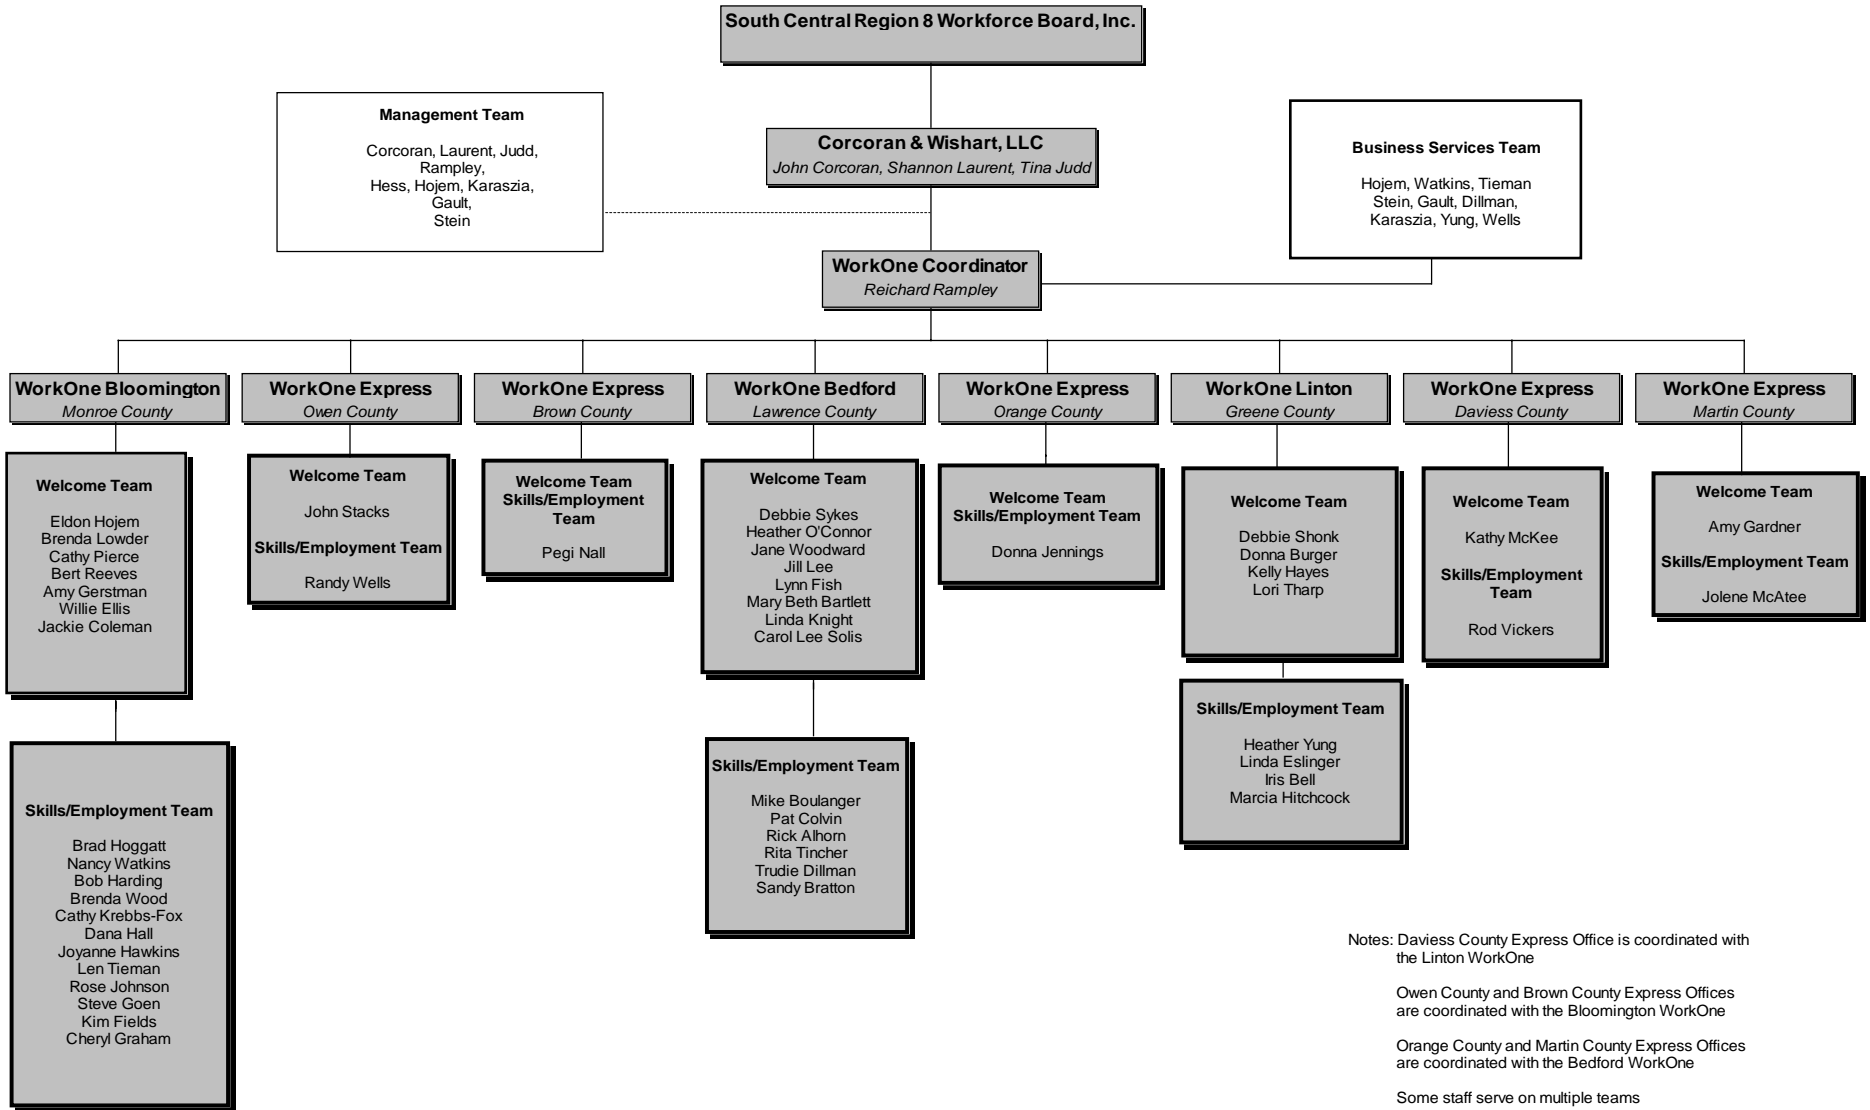 South Central Region 8 Workforce Board, Inc.
Management Team
Corcoran, Laurent, Judd,
Rampley,
Hess, Hojem, Karaszia,
Gault,
Stein
Corcoran & Wishart, LLC
John Corcoran, Shannon Laurent, Tina Judd
Business Services Team
Hojem, Watkins, Tieman
Stein, Gault, Dillman,
Karaszia, Yung, Wells
WorkOne Coordinator
Reichard Rampley
WorkOne Bloomington
Monroe County
Welcome Team
Eldon Hojem
Brenda Lowder
Cathy Pierce
Bert Reeves
Amy Gerstman
Willie Ellis
Jackie Coleman
Skills/Employment Team
Brad Hoggatt
Nancy Watkins
Bob Harding
Brenda Wood
Cathy Krebbs-Fox
Dana Hall
Joyanne Hawkins
Len Tieman
Rose Johnson
Steve Goen
Kim Fields
Cheryl Graham
WorkOne Express
Owen County
Welcome Team
John Stacks
Skills/Employment Team
Randy Wells
WorkOne Express
Brown County
Welcome Team
Skills/Employment
Team
Pegi Nall
WorkOne Bedford
Lawrence County
Welcome Team
Debbie Sykes
Heather O'Connor
Jane Woodward
Jill Lee
Lynn Fish
Mary Beth Bartlett
Linda Knight
Carol Lee Solis
Skills/Employment Team
Mike Boulanger
Pat Colvin
Rick Alhorn
Rita Tincher
Trudie Dillman
Sandy Bratton
WorkOne Express
Orange County
Welcome Team
Skills/Employment Team
Donna Jennings
WorkOne Linton
Greene County
Welcome Team
Debbie Shonk
Donna Burger
Kelly Hayes
Lori Tharp
Skills/Employment Team
Heather Yung
Linda Eslinger
Iris Bell
Marcia Hitchcock
WorkOne Express
Daviess County
Welcome Team
Kathy McKee
Skills/Employment
Team
Rod Vickers
WorkOne Express
Martin County
Welcome Team
Amy Gardner
Skills/Employment Team
Jolene McAtee
Notes: Daviess County Express Office is coordinated with
the Linton WorkOne
Owen County and Brown County Express Offices
are coordinated with the Bloomington WorkOne
Orange County and Martin County Express Offices
are coordinated with the Bedford WorkOne
Some staff serve on multiple teams